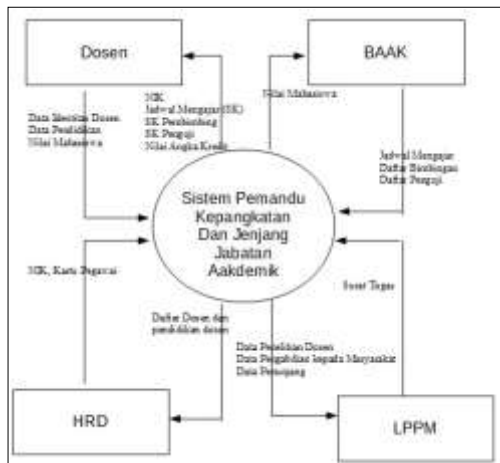 Dosen
BAAK
NIK
Jadwal Mengajar (SK)
SK Pembimbing
SK Penguji
Nilai Angka Kredit
Nilai Mahasiswa
Data Identitas Dosen
Data Pendidikan
Nilai Mahasiswa
Jadwal Mengajar
Daftar Bimbingan
Daftar Penguji
Sistem Pemandu
Kepangkatan
Dan Jenjang
Jabatan
Aakdemik
NIK, Kartu Pegawai
Surat Tugas
Daftar Dosen dan
pendidikan dosen
Data Penelitian Dosen
Data Pengabdian kepada Masyarakat
Data Penunjang
HRD
LPPM